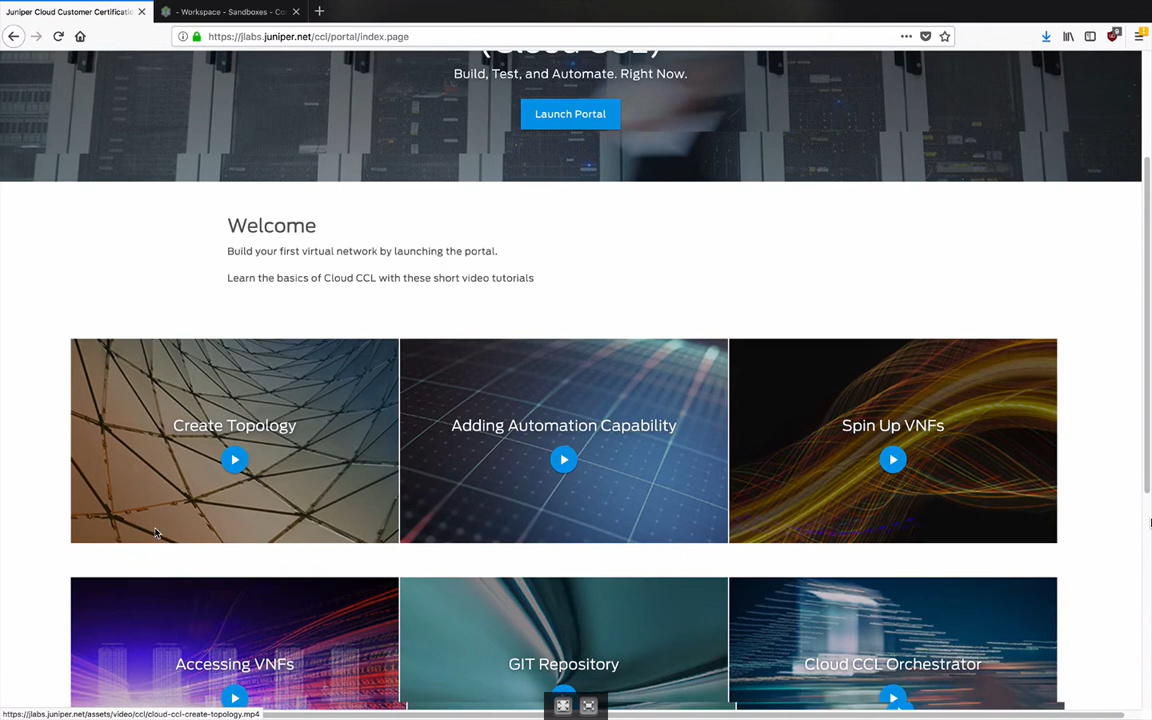 Juniper Cloud Customer Certificatio
- Workspace - Sandboxes - Co
https://jlabs.juniper.net/ccl/portal/index.page
(Cloud CCL)
Build, Test, and Automate. Right Now.
Launch Portal
Welcome
Build your first virtual network by launching the portal.
Learn the basics of Cloud CCL with these short video tutorials
Create Topology
Adding Automation Capability
Spin Up VNFs
Accessing VNFs
GIT Repository
Cloud CCL Orchestrator
https://jlabs.juniper.net/assets/video/ccl/cloud-ccl-create-topology.mp4